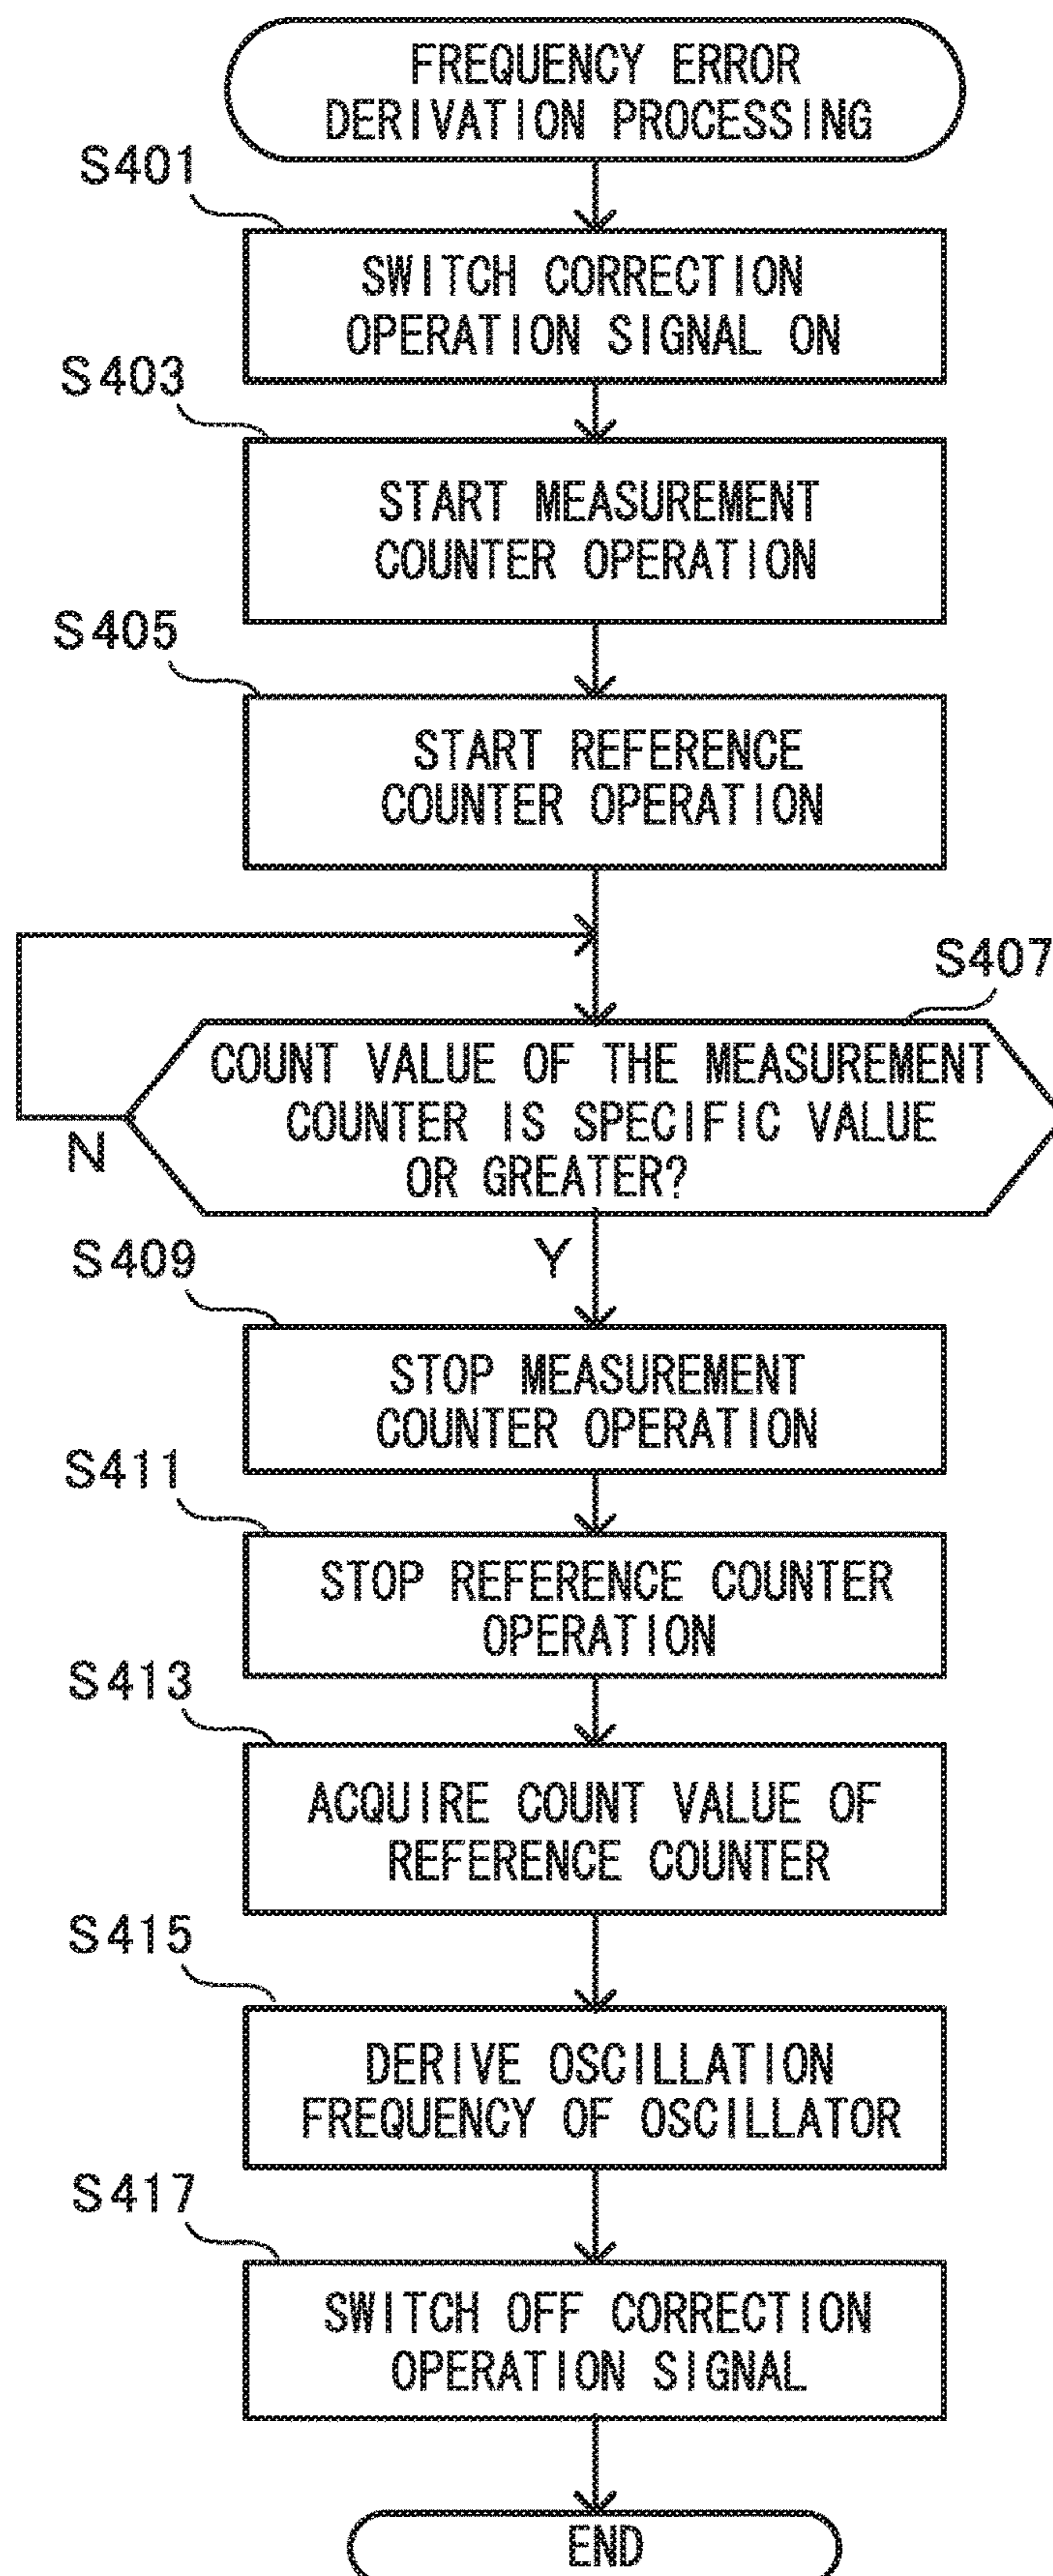 FREQUENCY ERROR
DERIVATION PROCESSING
S401
SWITCH CORRECTION
OPERATION SIGNAL ON
S403
START MEASUREMENT
COUNTER OPERATION
S405
START REFERENCE
COUNTER OPERATION
S407
COUNT VALUE OF THE MEASUREMENT
COUNTER IS SPECIFIC VALUE
OR GREATER?
N
Y
S409
STOP MEASUREMENT
COUNTER OPERATION
S411
STOP REFERENCE COUNTER
OPERATION
S413
ACQUIRE COUNT VALUE OF
REFERENCE COUNTER
S415
DERIVE OSCILLATION
FREQUENCY OF OSCILLATOR
S417
SWITCH OFF CORRECTION
OPERATION SIGNAL
END